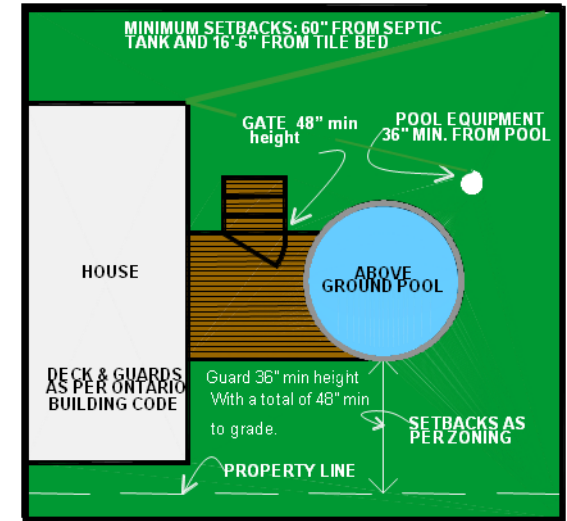 MINIMUM SETBACKS: 60" FROM SEPTIC
TANK AND 16'-6" FROM TILE BED
GATE 48" min
height
POOL EQUIPMENT
36" MIN. FROM POOL
HOUSE
ABOVE
GROUND POOL
DECK & GUARDS
AS PER ONTARIO
BUILDING CODE
Guard 36" min height
With a total of 48" min
to grade.
SETBACKS AS
PER ZONING
PROPERTY LINE